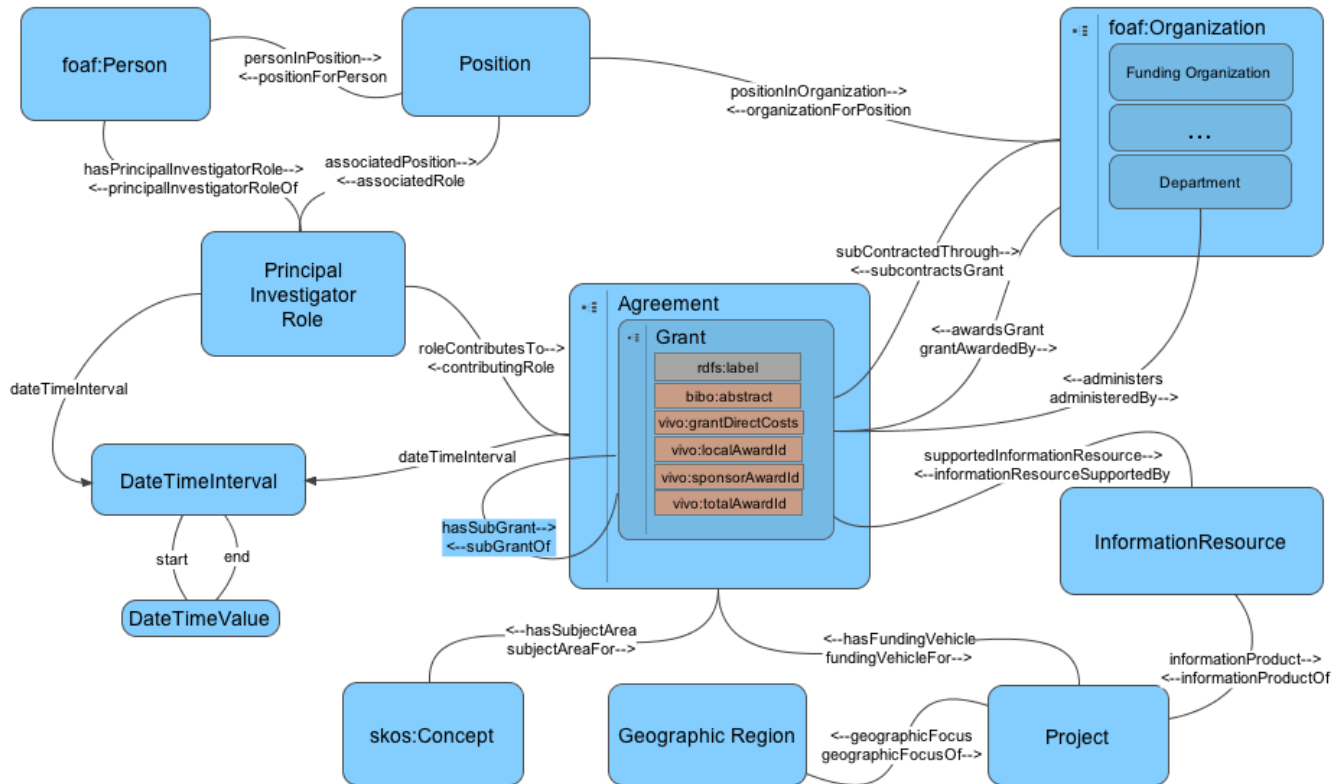 foaf:Person
personInPosition-->
<--positionForPerson
Position
positionInOrganization-->
<--organizationForPosition
foaf:Organization
Funding Organization
...
Department
hasPrincipalInvestigatorRole-->
<--principalInvestigatorRoleOf
associatedPosition-->
<--associatedRole
Principal
Investigator
Role
subContractedThrough-->
<--subcontractsGrant
Agreement
Grant
rdfs:label
bibo:abstract
vivo:grantDirectCosts
vivo:localAwardId
vivo:sponsorAwardId
vivo:totalAwardId
roleContributesTo-->
<-contributingRole
<--awardsGrant
grantAwardedBy-->
<--administers
administeredBy-->
dateTimeInterval
dateTimeInterval
DateTimeInterval
supportedInformationResource-->
<--informationResourceSupportedBy
hasSubGrant-->
<--subGrantOf
InformationResource
start
end
DateTimeValue
<--hasSubjectArea
subjectAreaFor-->
<--hasFundingVehicle
fundingVehicleFor-->
informationProduct-->
<--informationProductOf
skos:Concept
Geographic Region
<--geographicFocus
geographicFocusOf-->
Project